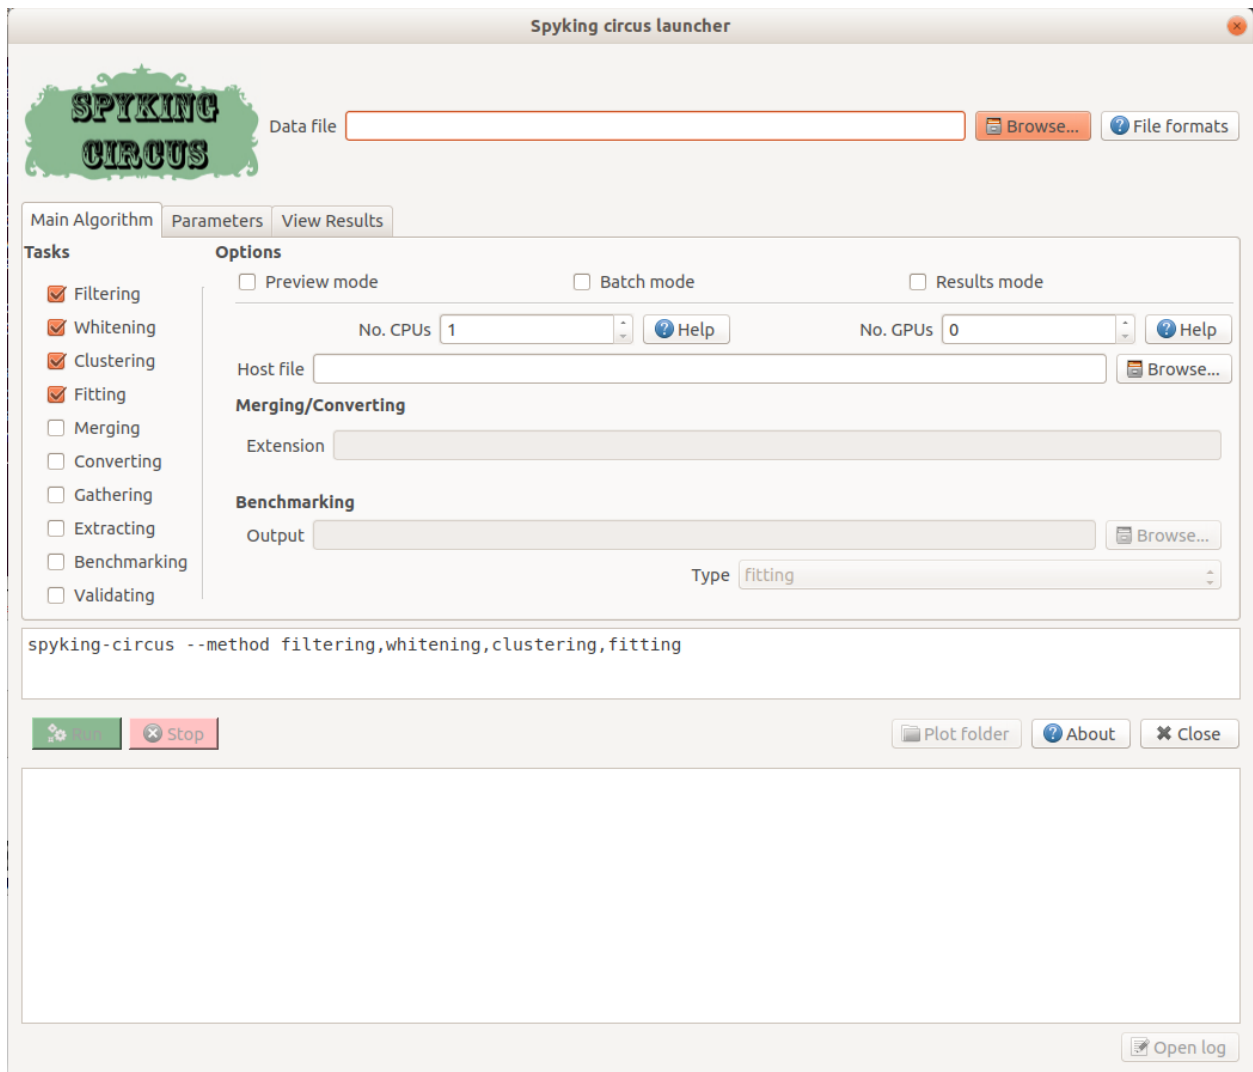 Spyking circus launcher
SPYKING
CIRCUS
Data file
Browse...
File formats
Main Algorithm
Parameters
View Results
Tasks
Options
Filtering
Whitening
Clustering
Fitting
Merging
Converting
Gathering
Extracting
Benchmarking
Validating
Preview mode
Batch mode
Results mode
No. CPUs
1
Help
No. GPUs
0
Help
Host file
Browse...
Merging/Converting
Extension
Benchmarking
Output
Browse...
Type
fitting
spyking-circus --method filtering,whitening,clustering,fitting
Run
Stop
Plot folder
About
Close
Open log